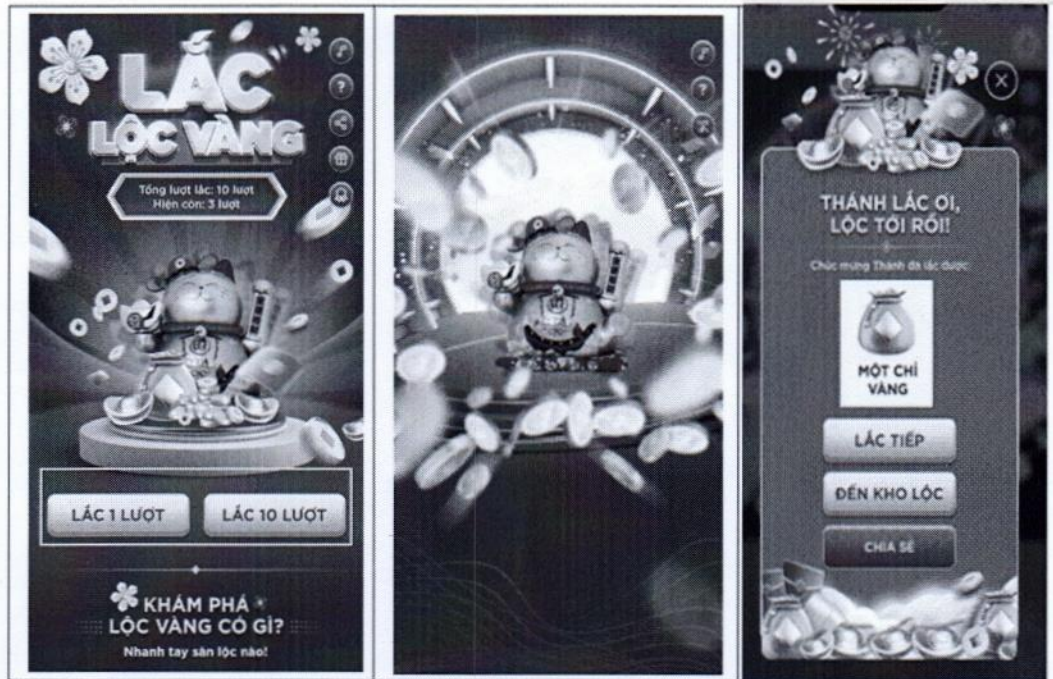 LẮC
LỘC VÀNG
Tổng lượt lắc: 10 lượt
Hiện còn: 3 lượt
LẮC 1 LƯỢT
LẮC 10 LƯỢT
KHÁM PHÁ
LỘC VÀNG CÓ GÌ?
Nhanh tay săn lộc nào!
?
?
THÁNH LẮC ƠI,
LỘC TỚI RỒI!
Chúc mừng Thánh đã lắc được
MỘT CHỈ
VÀNG
LẮC TIẾP
ĐẾN KHO LỘC
CHIA SẺ